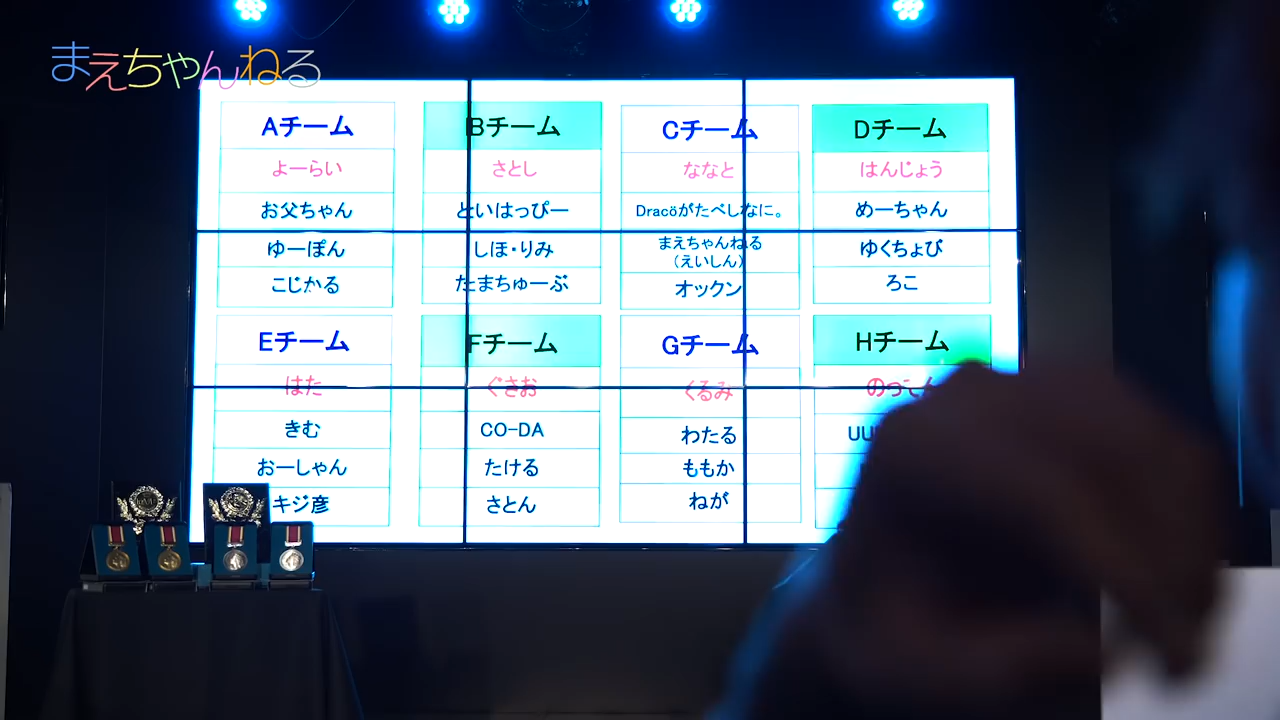 まえちゃんねる
Aチーム
よーらい
お父ちゃん
ゆーぽん
こじかる
Bチーム
さとし
といはっぴー
しほ・りみ
たまちゅーぶ
Cチーム
ななと
Dracöがたべしなに。
まえちゃんねる
(えいしん)
オックン
Dチーム
はんじょう
めーちゃん
ゆくちょび
ろこ
Eチーム
はた
きむ
おーしゃん
キジ彦
Fチーム
ぐさお
CO-DA
たける
さとん
Gチーム
くるみ
わたる
ももか
ねが
Hチーム